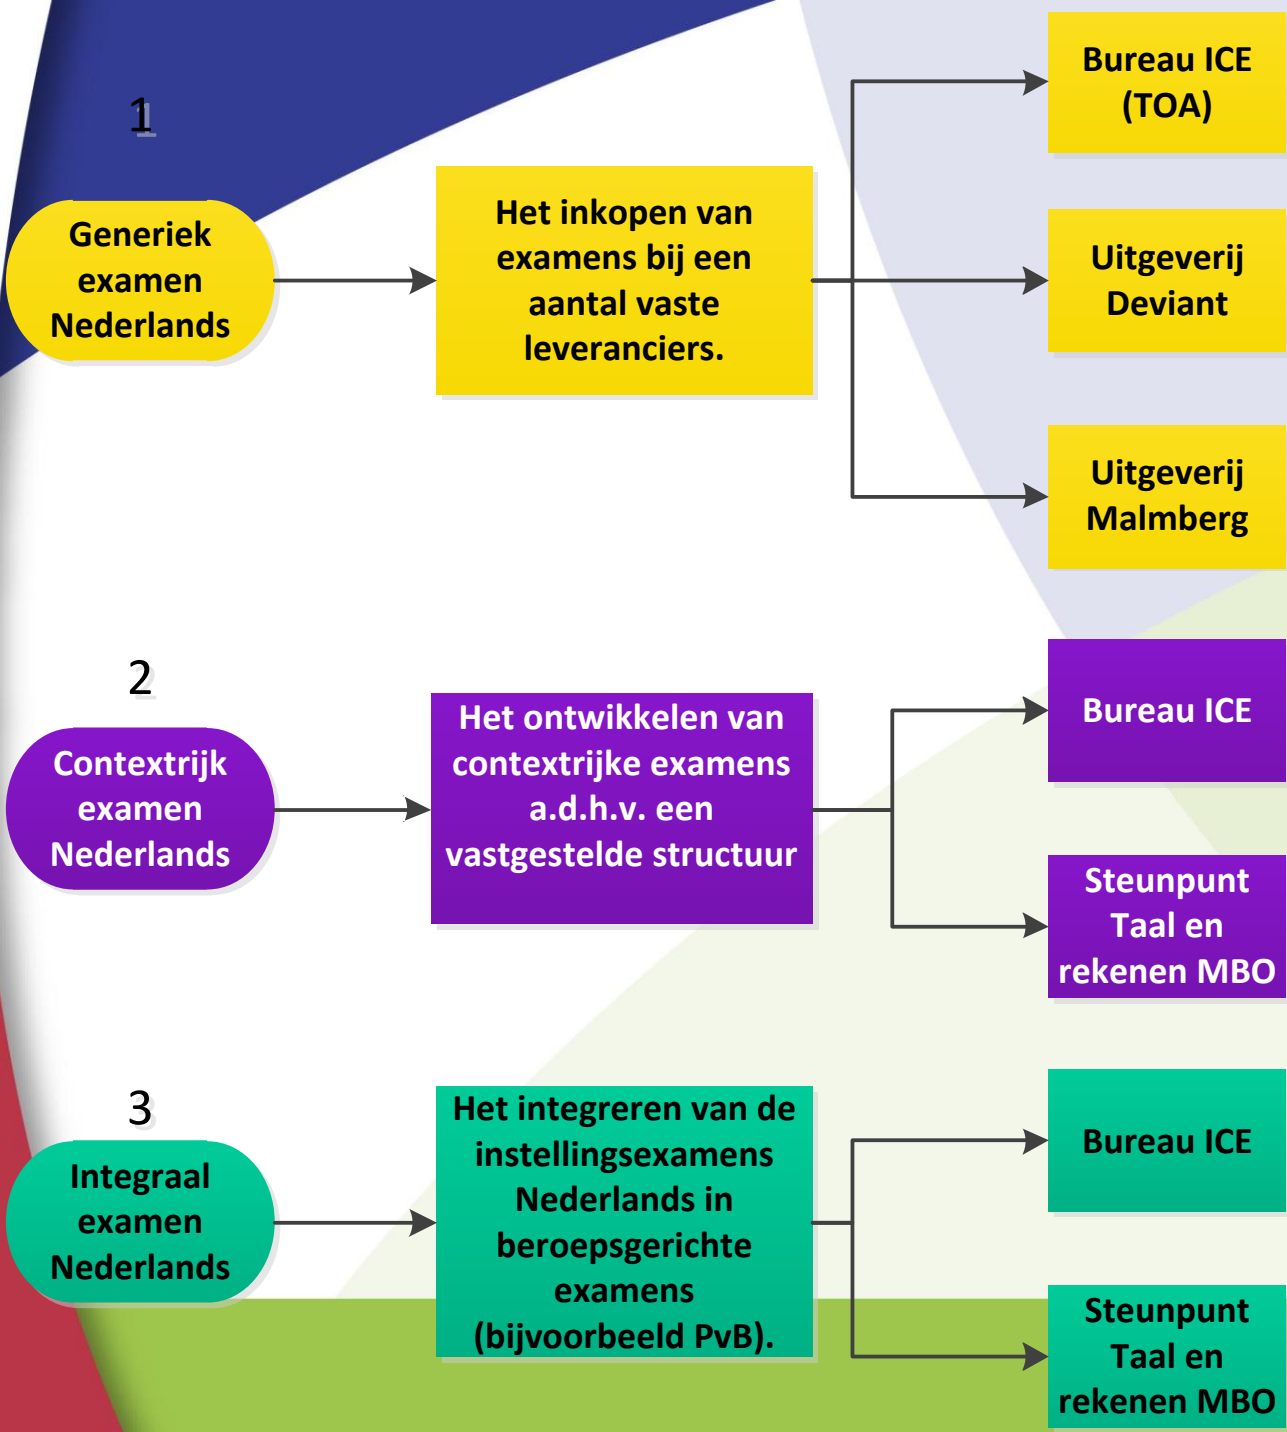 1
Generiek
examen
Nederlands
Het inkopen van
examens bij een
aantal vaste
leveranciers.
Bureau ICE
(TOA)
Uitgeverij
Deviant
Uitgeverij
Malmberg
2
Contextrijk
examen
Nederlands
Het ontwikkelen van
contextrijke examens
a.d.h.v. een
vastgestelde structuur
Bureau ICE
Steunpunt
Taal en
rekenen MBO
3
Integraal
examen
Nederlands
Het integreren van de
instellingsexamens
Nederlands in
beroepsgerichte
examens
(bijvoorbeeld PvB).
Bureau ICE
Steunpunt
Taal en
rekenen MBO